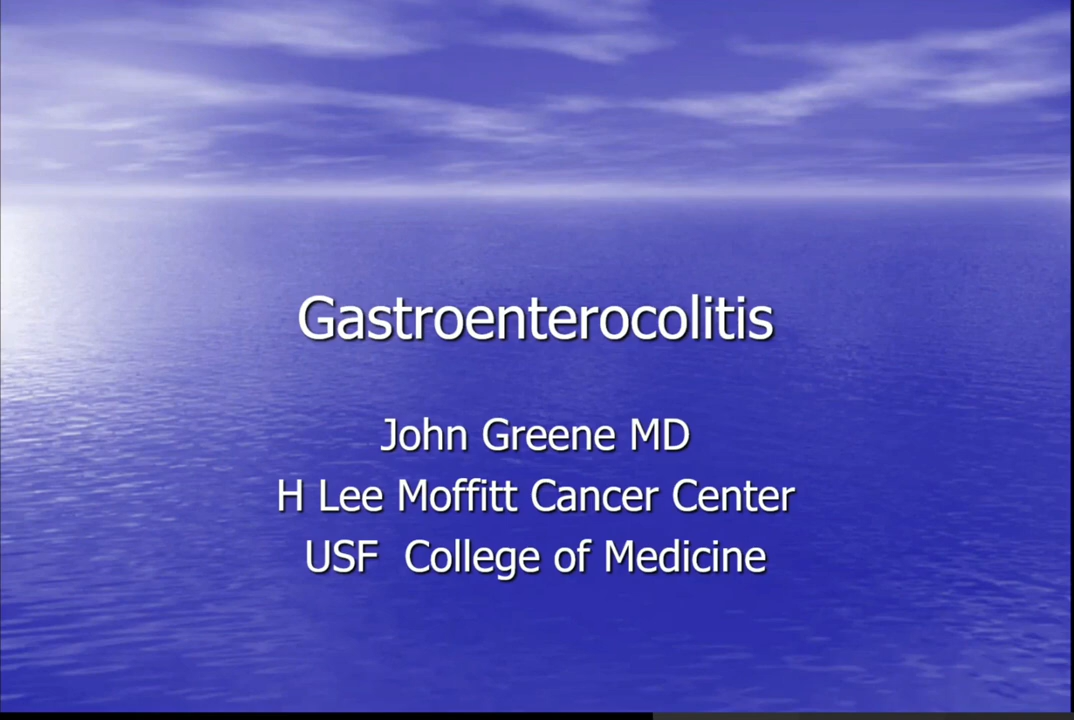 Gastroenterocolitis
John Greene MD
H Lee Moffitt Cancer Center
USF College of Medicine